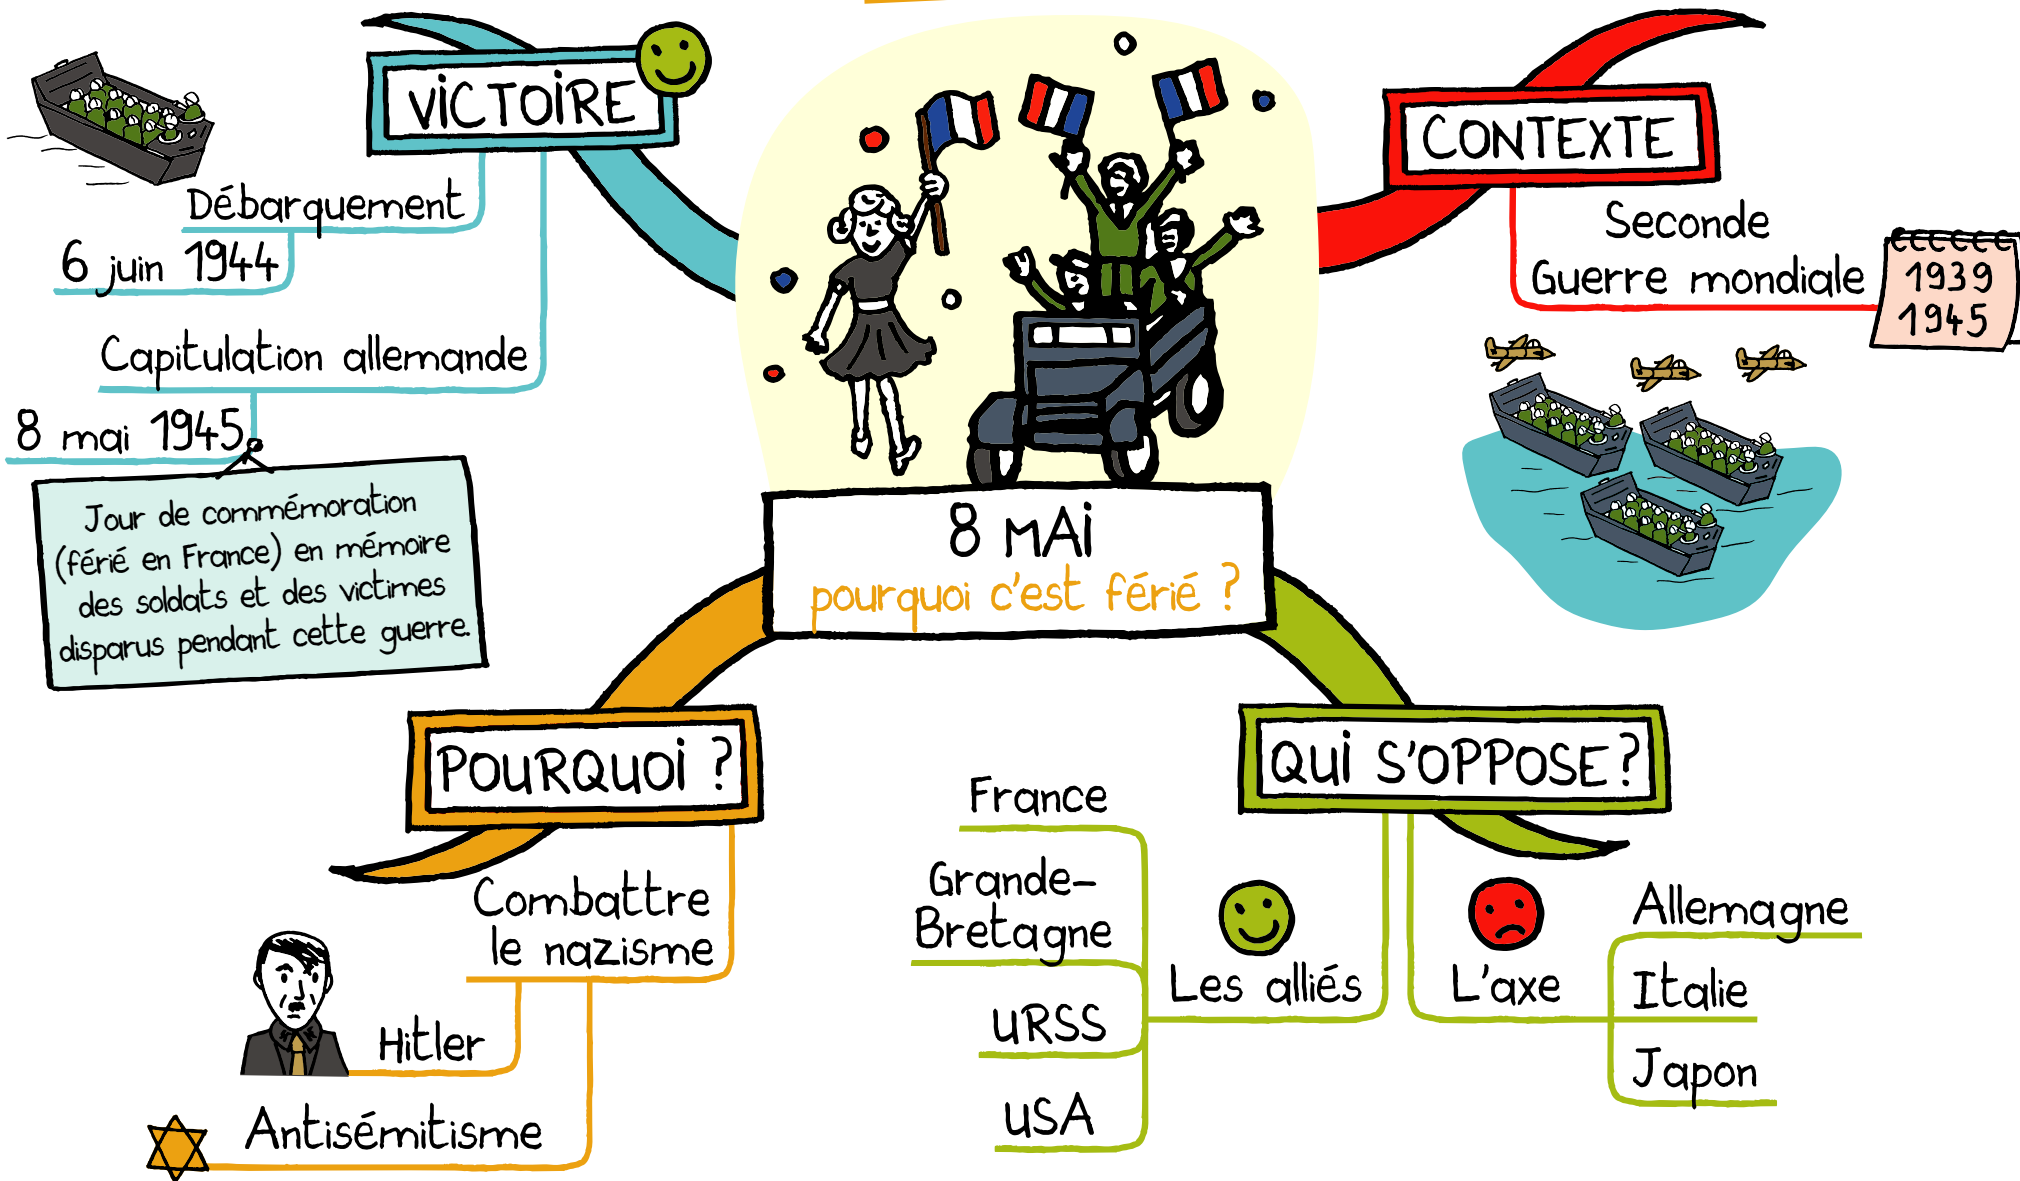 VICTOIRE
Débarquement
6 juin 1944
Capitulation allemande
8 mai 1945
Jour de commémoration
(férié en France) en mémoire
des soldats et des victimes
disparus pendant cette guerre.
CONTEXTE
Seconde
Guerre mondiale
1939
1945
8 MAI
pourquoi c'est férié ?
POURQUOI ?
Combattre
le nazisme
Hitler
Antisémitisme
QUI S'OPPOSE ?
Les alliés
France
Grande-
Bretagne
URSS
USA
L'axe
Allemagne
Italie
Japon